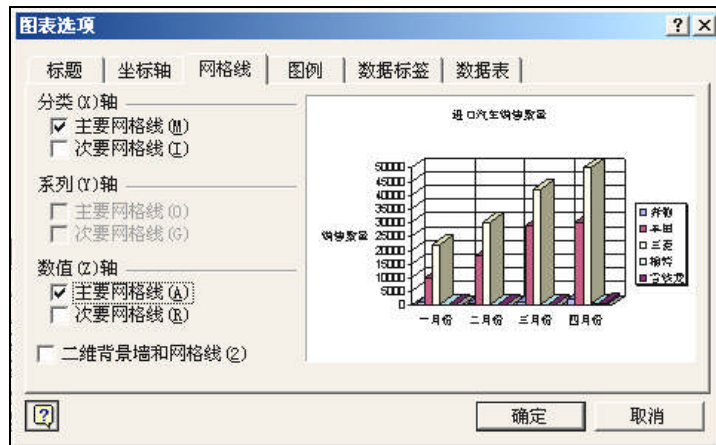 图表选项
标题 坐标轴 网格线 图例 数据标签 数据表
分类(X)轴
主要网格线(M)
次要网格线(I)
系列(Y)轴
主要网格线(O)
次要网格线(G)
数值(Z)轴
主要网格线(A)
次要网格线(R)
二维背景墙和网格线(2)
进口汽车销售数量
销售数量
50000
45000
40000
35000
30000
25000
20000
15000
10000
5000
0
一月份 二月份 三月份 四月份
奔驰
丰田
三菱
雪铁龙
确定 取消